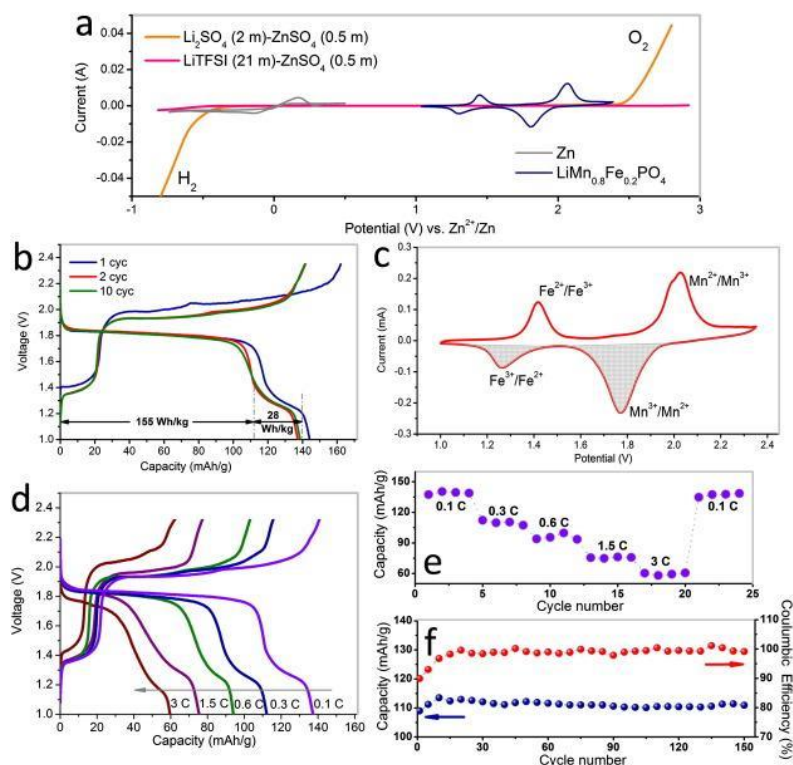 a
Li₂SO₄ (2 m)-ZnSO₄ (0.5 m)
LiTFSI (21 m)-ZnSO₄ (0.5 m)
O₂
H₂
Zn
LiMn₀.₈Fe₀.₂PO₄
Current (A)
0.04
0.02
0.00
-0.02
-0.04
-1 0 1 2 3
Potential (V) vs. Zn²⁺/Zn
b
1 cyc
2 cyc
10 cyc
Voltage (V)
2.4
2.2
2.0
1.8
1.6
1.4
1.2
1.0
155 Wh/kg
28
Wh/kg
0 20 40 60 80 100 120 140 160
Capacity (mAh/g)
c
Fe²⁺/Fe³⁺
Mn²⁺/Mn³⁺
Fe³⁺/Fe²⁺
Mn³⁺/Mn²⁺
Current (mA)
0.3
0.2
0.1
0.0
-0.1
-0.2
-0.3
1.0 1.2 1.4 1.6 1.8 2.0 2.2 2.4
Potential (V)
d
Voltage (V)
2.4
2.2
2.0
1.8
1.6
1.4
1.2
1.0
3 C 1.5 C 0.6 C 0.3 C 0.1 C
0 20 40 60 80 100 120 140 160
Capacity (mAh/g)
e
Capacity (mAh/g)
150
120
90
60
0.1 C
0.3 C
0.6 C
1.5 C
3 C
0.1 C
0 5 10 15 20 25
Cycle number
f
Capacity (mAh/g)
130
120
110
100
90
80
Coulumbic
Efficiency (%)
100
90
80
70
0 30 60 90 120 150
Cycle number